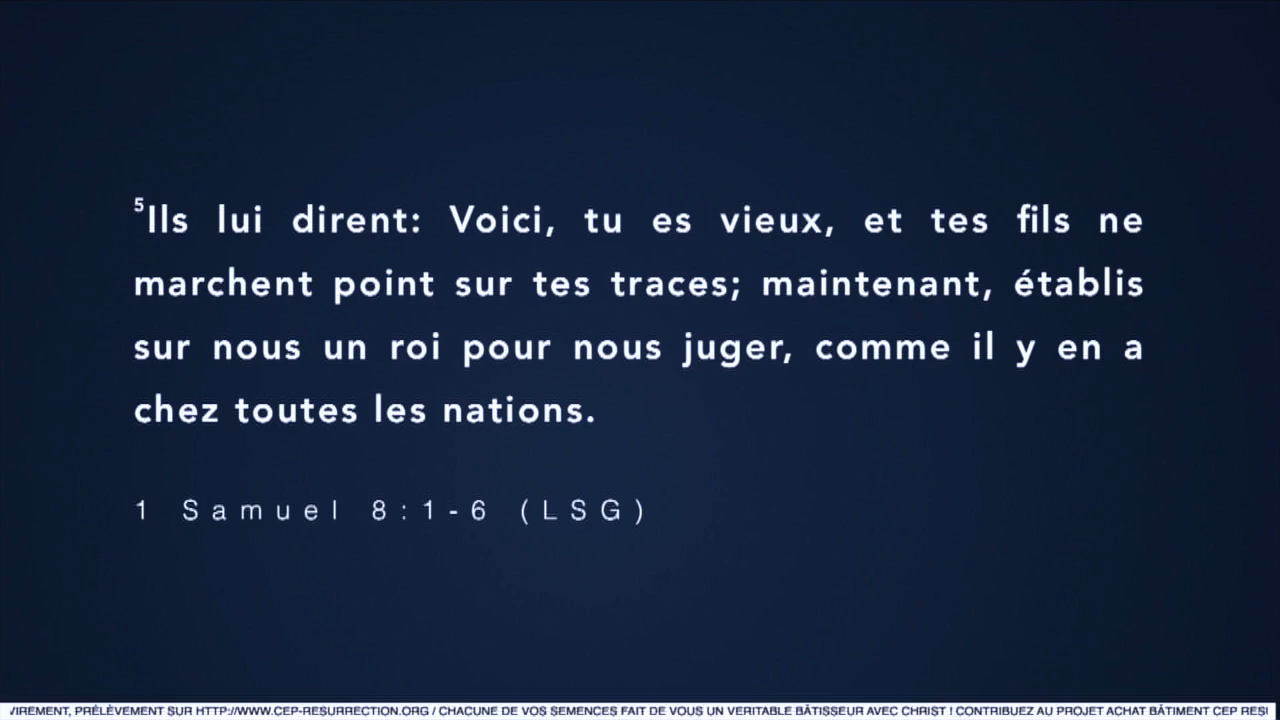 ⁵Ils lui dirent: Voici, tu es vieux, et tes fils ne
marchent point sur tes traces; maintenant, établis
sur nous un roi pour nous juger, comme il y en a
chez toutes les nations.
1 Samuel 8:1-6 (LSG)
VIREMENT, PRÉLÈVEMENT SUR HTTP://WWW.CEP-RESURRECTION.ORG / CHACUNE DE VOS SEMENCES FAIT DE VOUS UN VERITABLE BÂTISSEUR AVEC CHRIST ! CONTRIBUEZ AU PROJET ACHAT BÂTIMENT CEP RESI